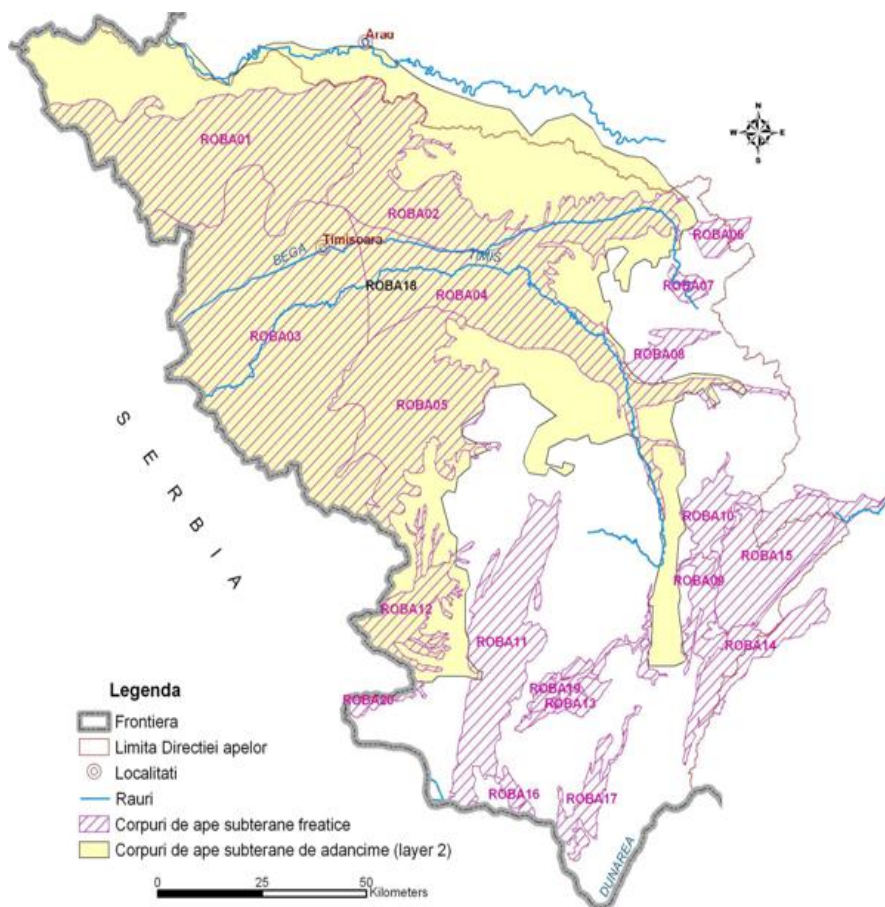 Arad
N
W E
S
ROBA01
ROBA02
ROBA06
Timisoara
BEGA
TIMIS
ROBA18
ROBA04
ROBA07
ROBA03
ROBA08
ROBA05
SERBIA
ROBA10
ROBA15
ROBA09
ROBA12
ROBA11
ROBA14
ROBA19
ROBA13
ROBA20
ROBA16
ROBA17
DUNAREA
Legenda
Frontiera
Limita Directiei apelor
Localitati
Rauri
Corpuri de ape subterane freatice
Corpuri de ape subterane de adancime (layer 2)
0 25 50
Kilometers